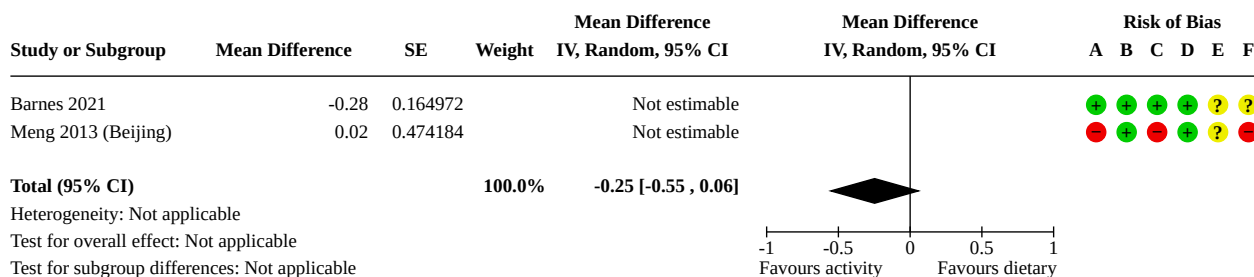 Mean Difference Mean Difference Risk of Bias
Study or Subgroup Mean Difference SE Weight IV, Random, 95% CI IV, Random, 95% CI A B C D E F
Barnes 2021 -0.28 0.164972 Not estimable + + + + ? ?
Meng 2013 (Beijing) 0.02 0.474184 Not estimable − + − + ? −
Total (95% CI) 100.0% -0.25 [-0.55 , 0.06]
Heterogeneity: Not applicable
Test for overall effect: Not applicable -1 -0.5 0 0.5 1
Test for subgroup differences: Not applicable Favours activity Favours dietary